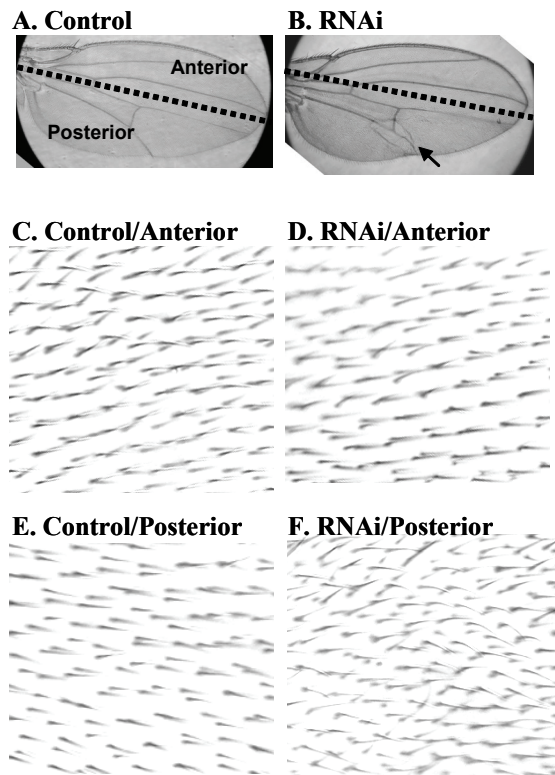 A. Control
B. RNAi
Anterior
Posterior
C. Control/Anterior
D. RNAi/Anterior
E. Control/Posterior
F. RNAi/Posterior